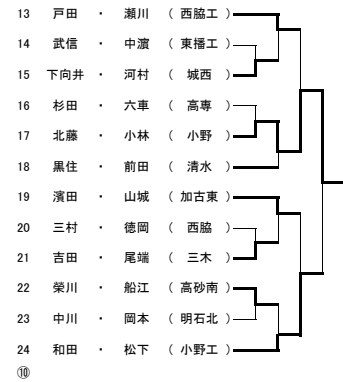 13 戸田 ・ 瀬川 ( 西脇工 )
14 武信 ・ 中濵 ( 東播工 )
15 下向井 ・ 河村 ( 城西 )
16 杉田 ・ 六車 ( 高専 )
17 北藤 ・ 小林 ( 小野 )
18 黒住 ・ 前田 ( 清水 )
19 濱田 ・ 山城 ( 加古東 )
20 三村 ・ 徳岡 ( 西脇 )
21 吉田 ・ 尾端 ( 三木 )
22 榮川 ・ 船江 ( 高砂南 )
23 中川 ・ 岡本 ( 明石北 )
24 和田 ・ 松下 ( 小野工 )
⑩